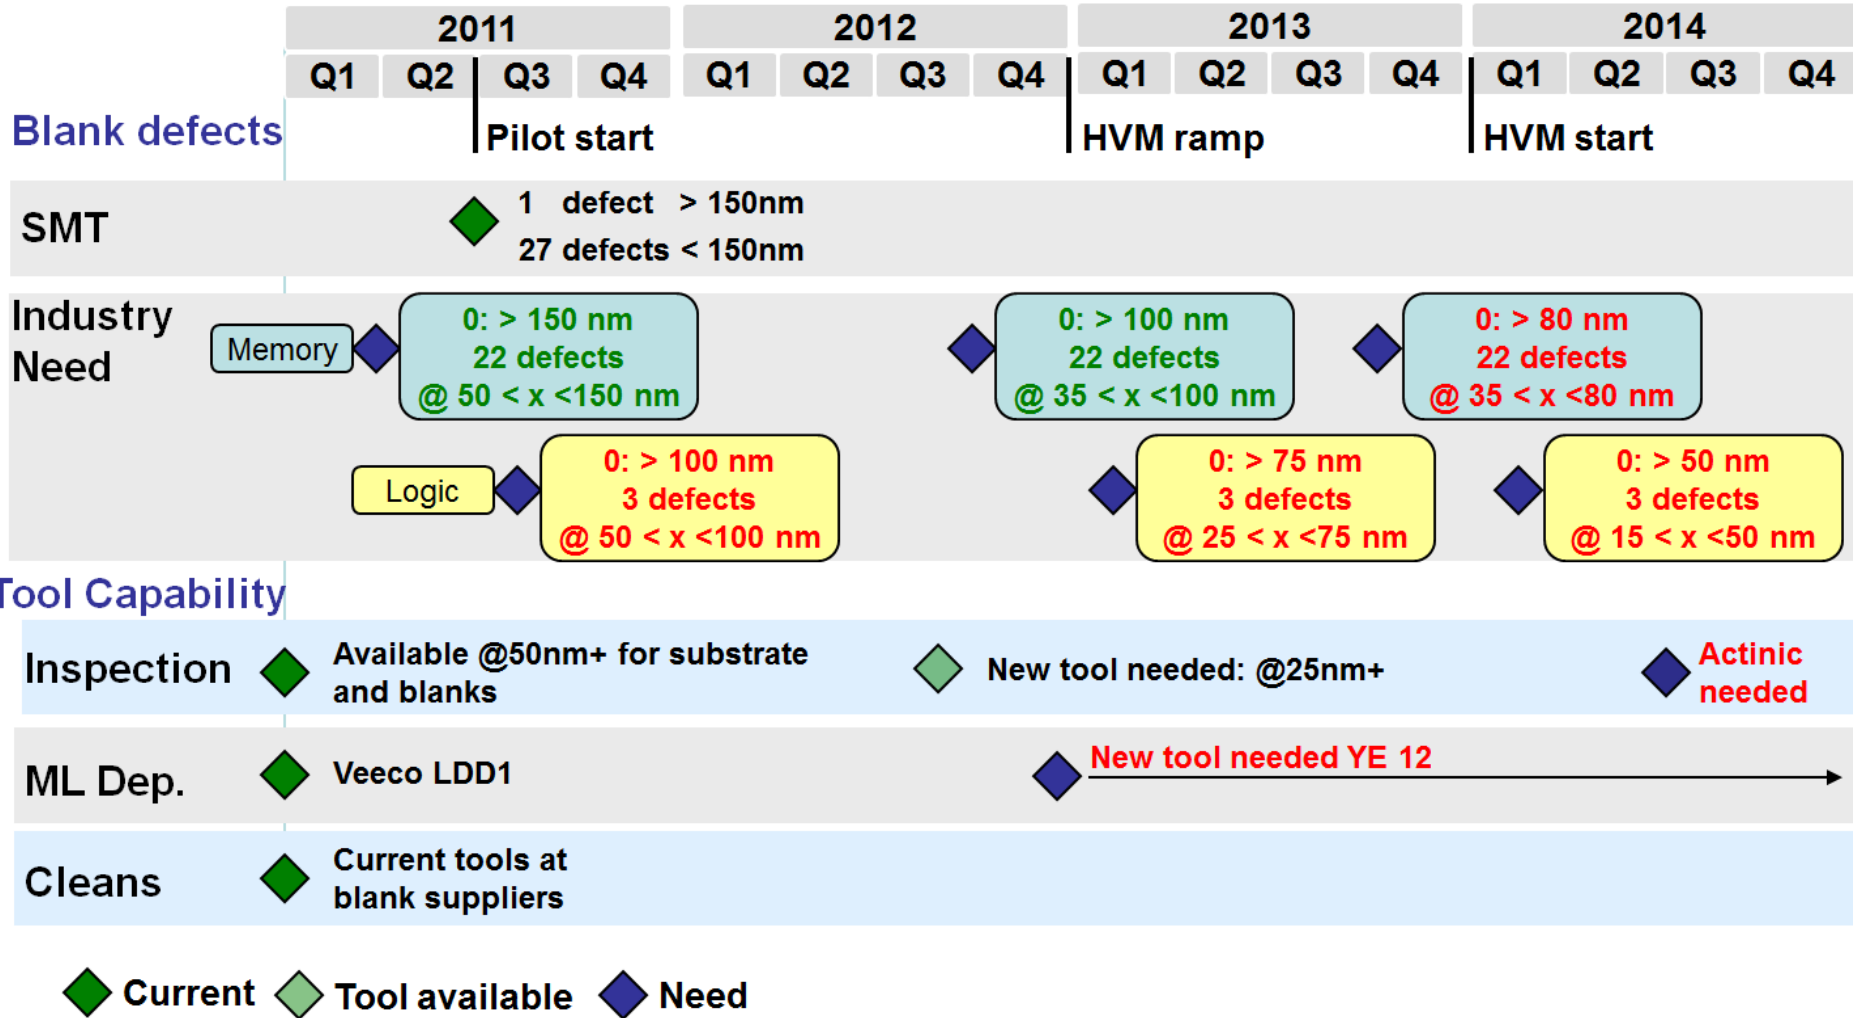 2011 2012 2013 2014
Q1 Q2 Q3 Q4 Q1 Q2 Q3 Q4 Q1 Q2 Q3 Q4 Q1 Q2 Q3 Q4
Blank defects
Pilot start HVM ramp HVM start
SMT
1 defect > 150nm
27 defects < 150nm
Industry
Need
Memory
0: > 150 nm
22 defects
@ 50 < x <150 nm
0: > 100 nm
22 defects
@ 35 < x <100 nm
0: > 80 nm
22 defects
@ 35 < x <80 nm
Logic
0: > 100 nm
3 defects
@ 50 < x <100 nm
0: > 75 nm
3 defects
@ 25 < x <75 nm
0: > 50 nm
3 defects
@ 15 < x <50 nm
Tool Capability
Inspection
Available @50nm+ for substrate
and blanks
New tool needed: @25nm+
Actinic
needed
ML Dep.
Veeco LDD1
New tool needed YE 12
Cleans
Current tools at
blank suppliers
Current Tool available Need